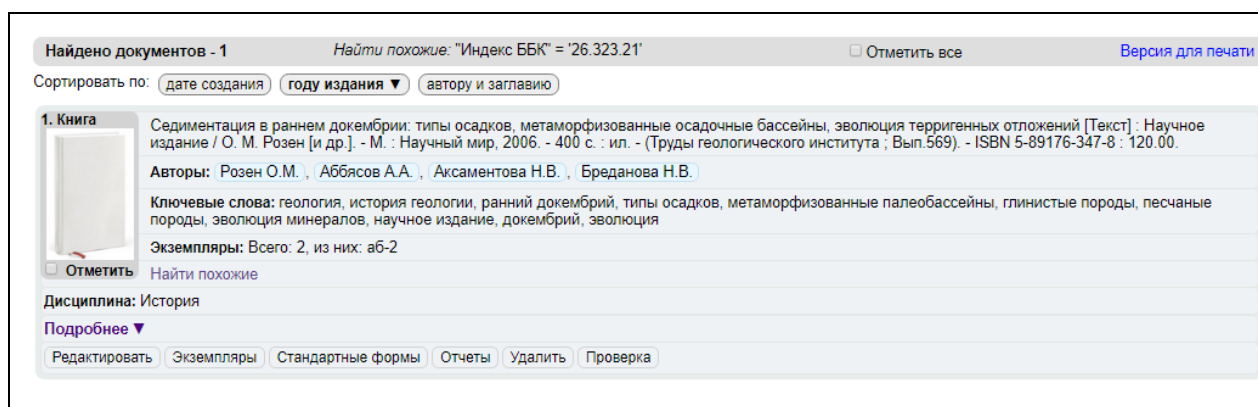 Найдено документов - 1 Найти похожие: "Индекс ББК" = '26.323.21' Отметить все Версия для печати
Сортировать по: дате создания году издания ▼ автору и заглавию
1. Книга
Седиментация в раннем докембрии: типы осадков, метаморфизованные осадочные бассейны, эволюция терригенных отложений [Текст] : Научное
издание / О. М. Розен [и др.]. - М. : Научный мир, 2006. - 400 с. : ил. - (Труды геологического института ; Вып.569). - ISBN 5-89176-347-8 : 120.00.
Авторы: Розен О.М. , Аббясов А.А. , Аксаментова Н.В. , Бреданова Н.В.
Ключевые слова: геология, история геологии, ранний докембрий, типы осадков, метаморфизованные палеобассейны, глинистые породы, песчаные
породы, эволюция минералов, научное издание, докембрий, эволюция
Экземпляры: Всего: 2, из них: аб-2
Отметить Найти похожие
Дисциплина: История
Подробнее ▼
Редактировать Экземпляры Стандартные формы Отчеты Удалить Проверка